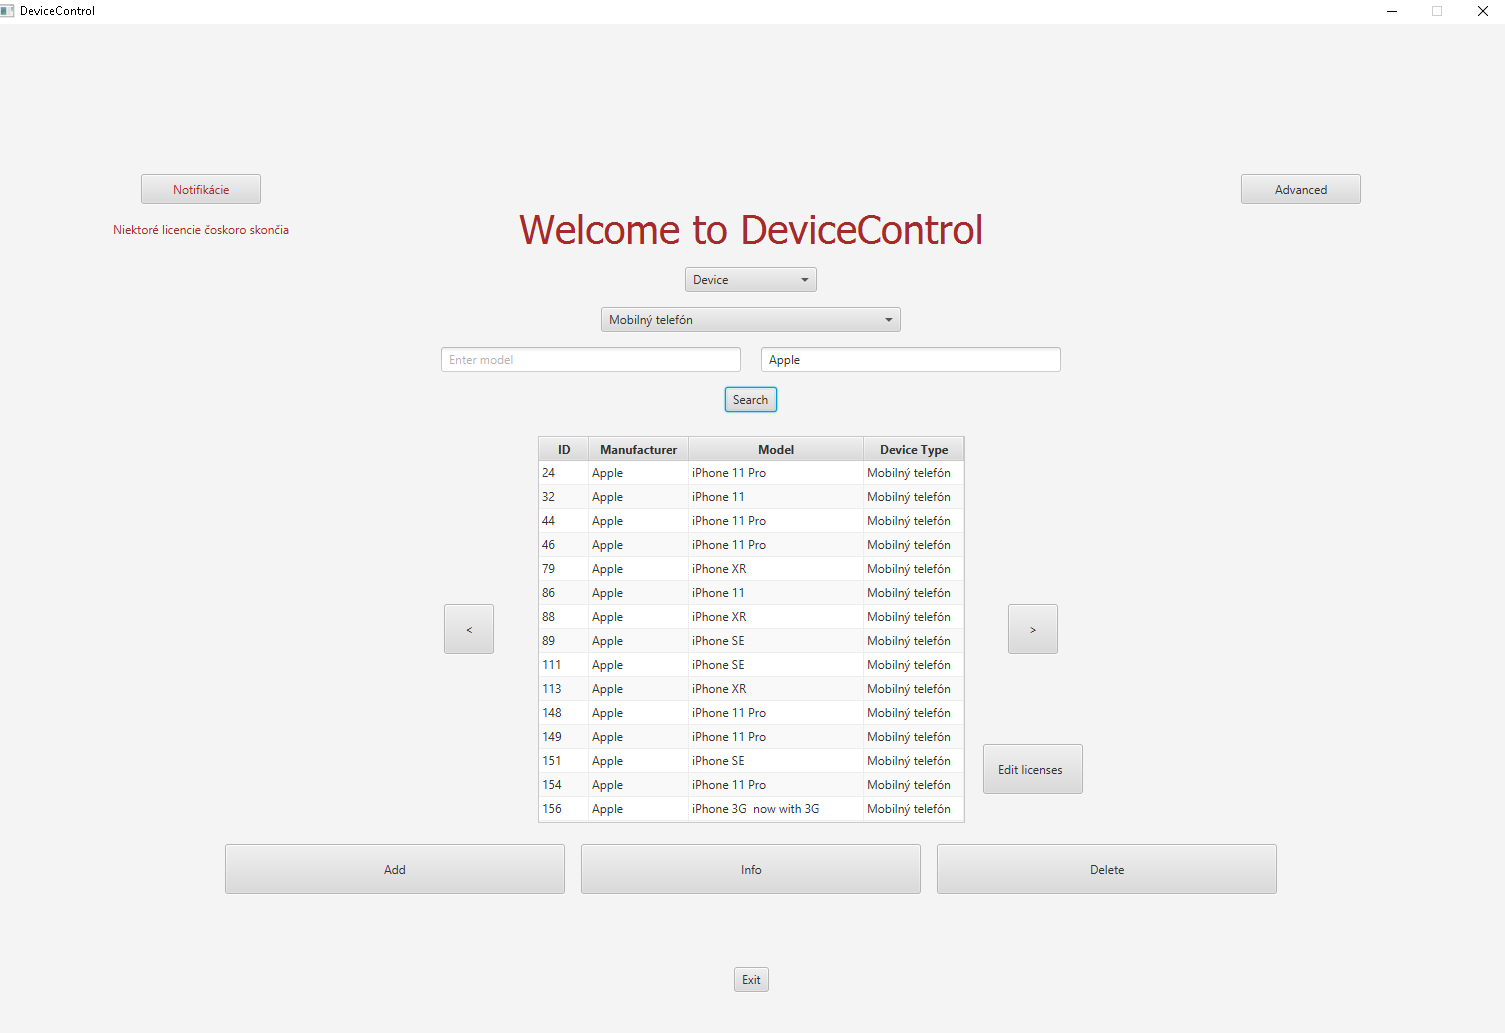 DeviceControl
Notifikácie
Advanced
Niektoré licencie čoskoro skončia
Welcome to DeviceControl
Device
Mobilný telefón
Enter model
Apple
Search
ID Manufacturer Model Device Type
24 Apple iPhone 11 Pro Mobilný telefón
32 Apple iPhone 11 Mobilný telefón
44 Apple iPhone 11 Pro Mobilný telefón
46 Apple iPhone 11 Pro Mobilný telefón
79 Apple iPhone XR Mobilný telefón
86 Apple iPhone 11 Mobilný telefón
88 Apple iPhone XR Mobilný telefón
89 Apple iPhone SE Mobilný telefón
111 Apple iPhone SE Mobilný telefón
113 Apple iPhone XR Mobilný telefón
148 Apple iPhone 11 Pro Mobilný telefón
149 Apple iPhone 11 Pro Mobilný telefón
151 Apple iPhone SE Mobilný telefón
154 Apple iPhone 11 Pro Mobilný telefón
156 Apple iPhone 3G  now with 3G Mobilný telefón
<
>
Edit licenses
Add
Info
Delete
Exit